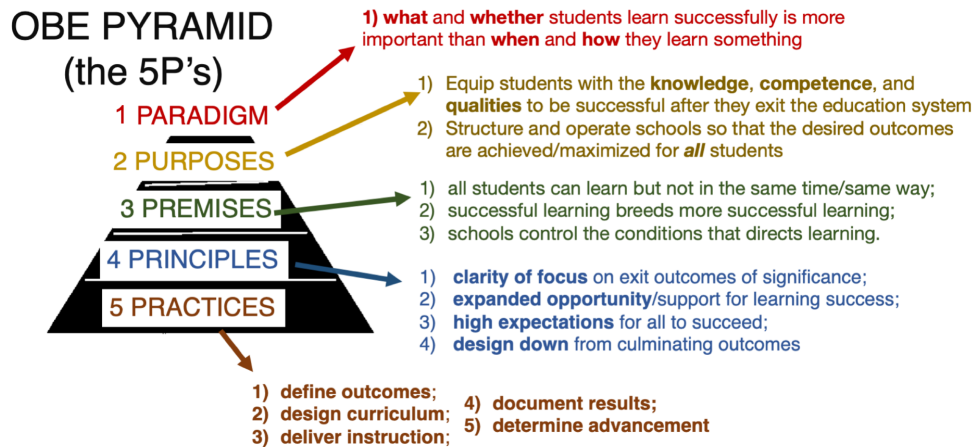 OBE PYRAMID
(the 5P's)
1 PARADIGM
1) what and whether students learn successfully is more
important than when and how they learn something
2 PURPOSES
1) Equip students with the knowledge, competence, and
qualities to be successful after they exit the education system
2) Structure and operate schools so that the desired outcomes
are achieved/maximized for all students
3 PREMISES
1) all students can learn but not in the same time/same way;
2) successful learning breeds more successful learning;
3) schools control the conditions that directs learning.
4 PRINCIPLES
1) clarity of focus on exit outcomes of significance;
2) expanded opportunity/support for learning success;
3) high expectations for all to succeed;
4) design down from culminating outcomes
5 PRACTICES
1) define outcomes;
2) design curriculum;
3) deliver instruction;
4) document results;
5) determine advancement